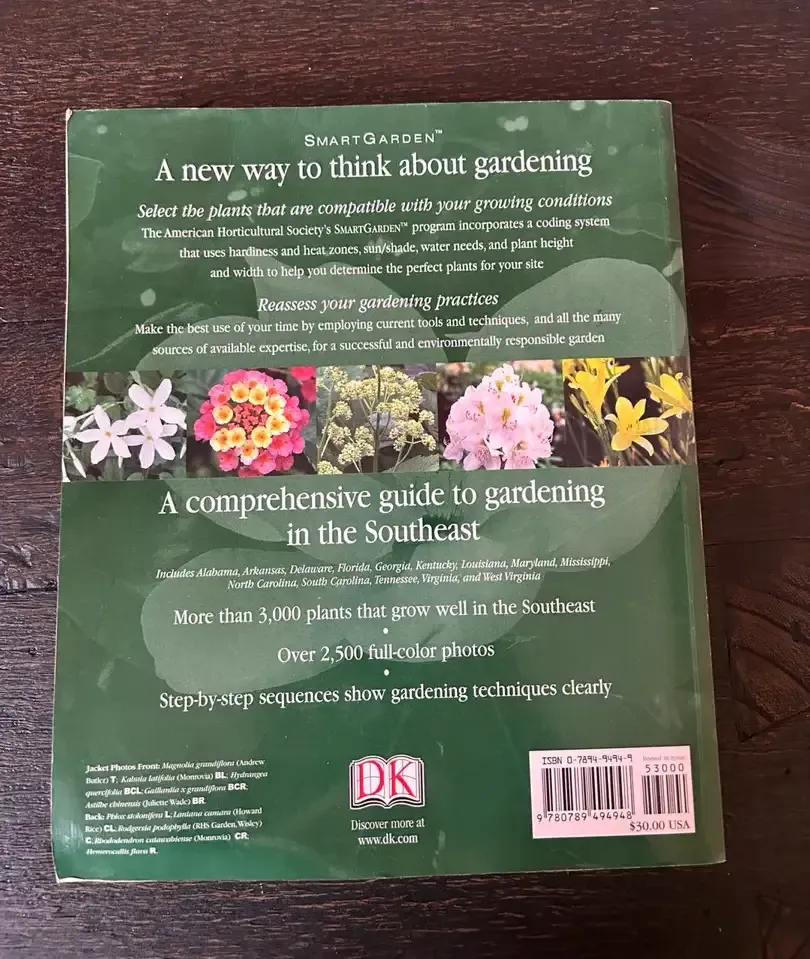 SMARTGARDEN™
A new way to think about gardening
Select the plants that are compatible with your growing conditions
The American Horticultural Society's SMARTGARDEN™ program incorporates a coding system
that uses hardiness and heat zones, sun/shade, water needs, and plant height
and width to help you determine the perfect plants for your site
Reassess your gardening practices
Make the best use of your time by employing current tools and techniques, and all the many
sources of available expertise, for a successful and environmentally responsible garden
A comprehensive guide to gardening
in the Southeast
Includes Alabama, Arkansas, Delaware, Florida, Georgia, Kentucky, Louisiana, Maryland, Mississippi,
North Carolina, South Carolina, Tennessee, Virginia, and West Virginia
More than 3,000 plants that grow well in the Southeast
•
Over 2,500 full-color photos
•
Step-by-step sequences show gardening techniques clearly
Jacket Photos Front: Magnolia grandiflora (Andrew
Butler) T; Kalmia latifolia (Monrovia) BL; Hydrangea
quercifolia BCL; Gaillardia x grandiflora BCR;
Astilbe chinensis (Juliette Wade) BR.
Back: Phlox stolonifera L; Lantana camara (Howard
Rice) CL; Rodgersia podophylla (RHS Garden, Wisley)
C; Rhododendron catawbiense (Monrovia) CR;
Hemerocallis flava R.
DK
Discover more at
www.dk.com
ISBN 0-7894-9494-9
53000
9 780789 494948
$30.00 USA